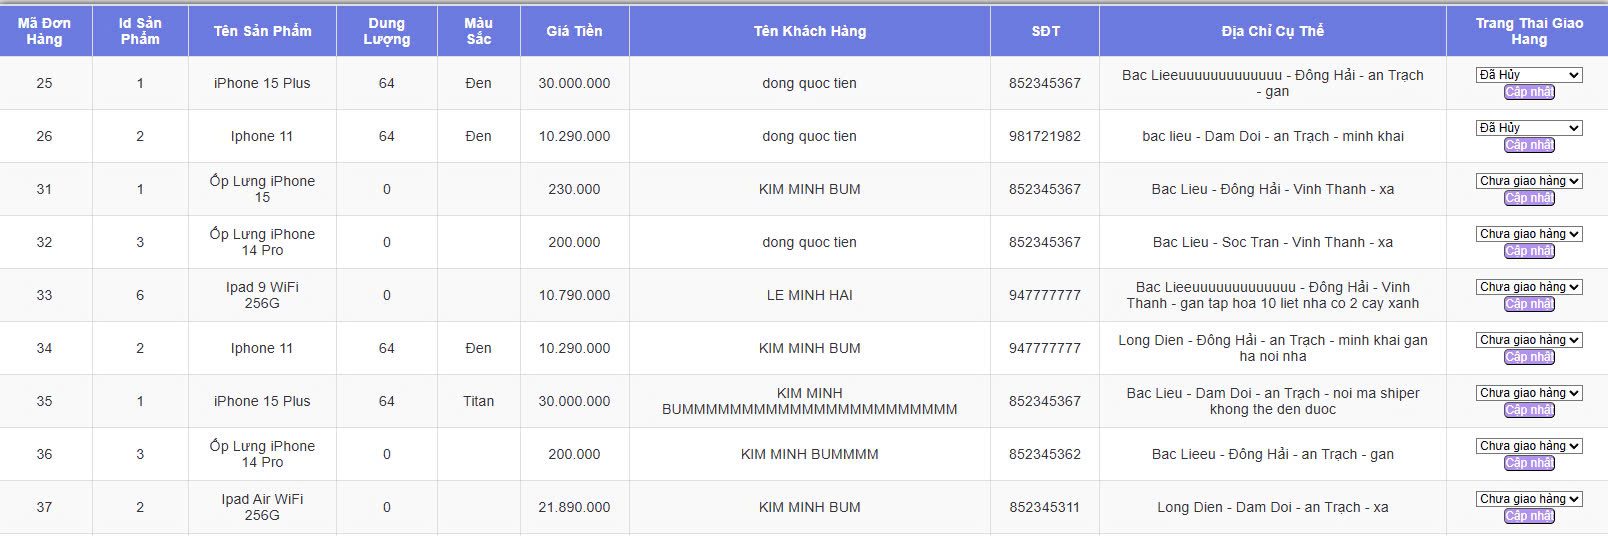 Mã Đơn Hàng Id Sản Phẩm Tên Sản Phẩm Dung Lượng Màu Sắc Giá Tiền Tên Khách Hàng SĐT Địa Chỉ Cụ Thể Trang Thai Giao Hang
25 1 iPhone 15 Plus 64 Đen 30.000.000 dong quoc tien 852345367 Bac Lieeuuuuuuuuuuuuu - Đông Hải - an Trạch - gan Đã Hủy Cập nhật
26 2 Iphone 11 64 Đen 10.290.000 dong quoc tien 981721982 bac lieu - Dam Doi - an Trạch - minh khai Đã Hủy Cập nhật
31 1 Ốp Lưng iPhone 15 0 230.000 KIM MINH BUM 852345367 Bac Lieu - Đông Hải - Vinh Thanh - xa Chưa giao hàng Cập nhật
32 3 Ốp Lưng iPhone 14 Pro 0 200.000 dong quoc tien 852345367 Bac Lieu - Soc Tran - Vinh Thanh - xa Chưa giao hàng Cập nhật
33 6 Ipad 9 WiFi 256G 0 10.790.000 LE MINH HAI 947777777 Bac Lieeuuuuuuuuuuuuu - Đông Hải - Vinh Thanh - gan tap hoa 10 liet nha co 2 cay xanh Chưa giao hàng Cập nhật
34 2 Iphone 11 64 Đen 10.290.000 KIM MINH BUM 947777777 Long Dien - Đông Hải - an Trạch - minh khai gan ha noi nha Chưa giao hàng Cập nhật
35 1 iPhone 15 Plus 64 Titan 30.000.000 KIM MINH BUMMMMMMMMMMMMMMMMMMMMMMM 852345367 Bac Lieu - Dam Doi - an Trạch - noi ma shiper khong the den duoc Chưa giao hàng Cập nhật
36 3 Ốp Lưng iPhone 14 Pro 0 200.000 KIM MINH BUMMMM 852345362 Bac Lieeu - Đông Hải - an Trạch - gan Chưa giao hàng Cập nhật
37 2 Ipad Air WiFi 256G 0 21.890.000 KIM MINH BUM 852345311 Long Dien - Dam Doi - an Trạch - xa Chưa giao hàng Cập nhật